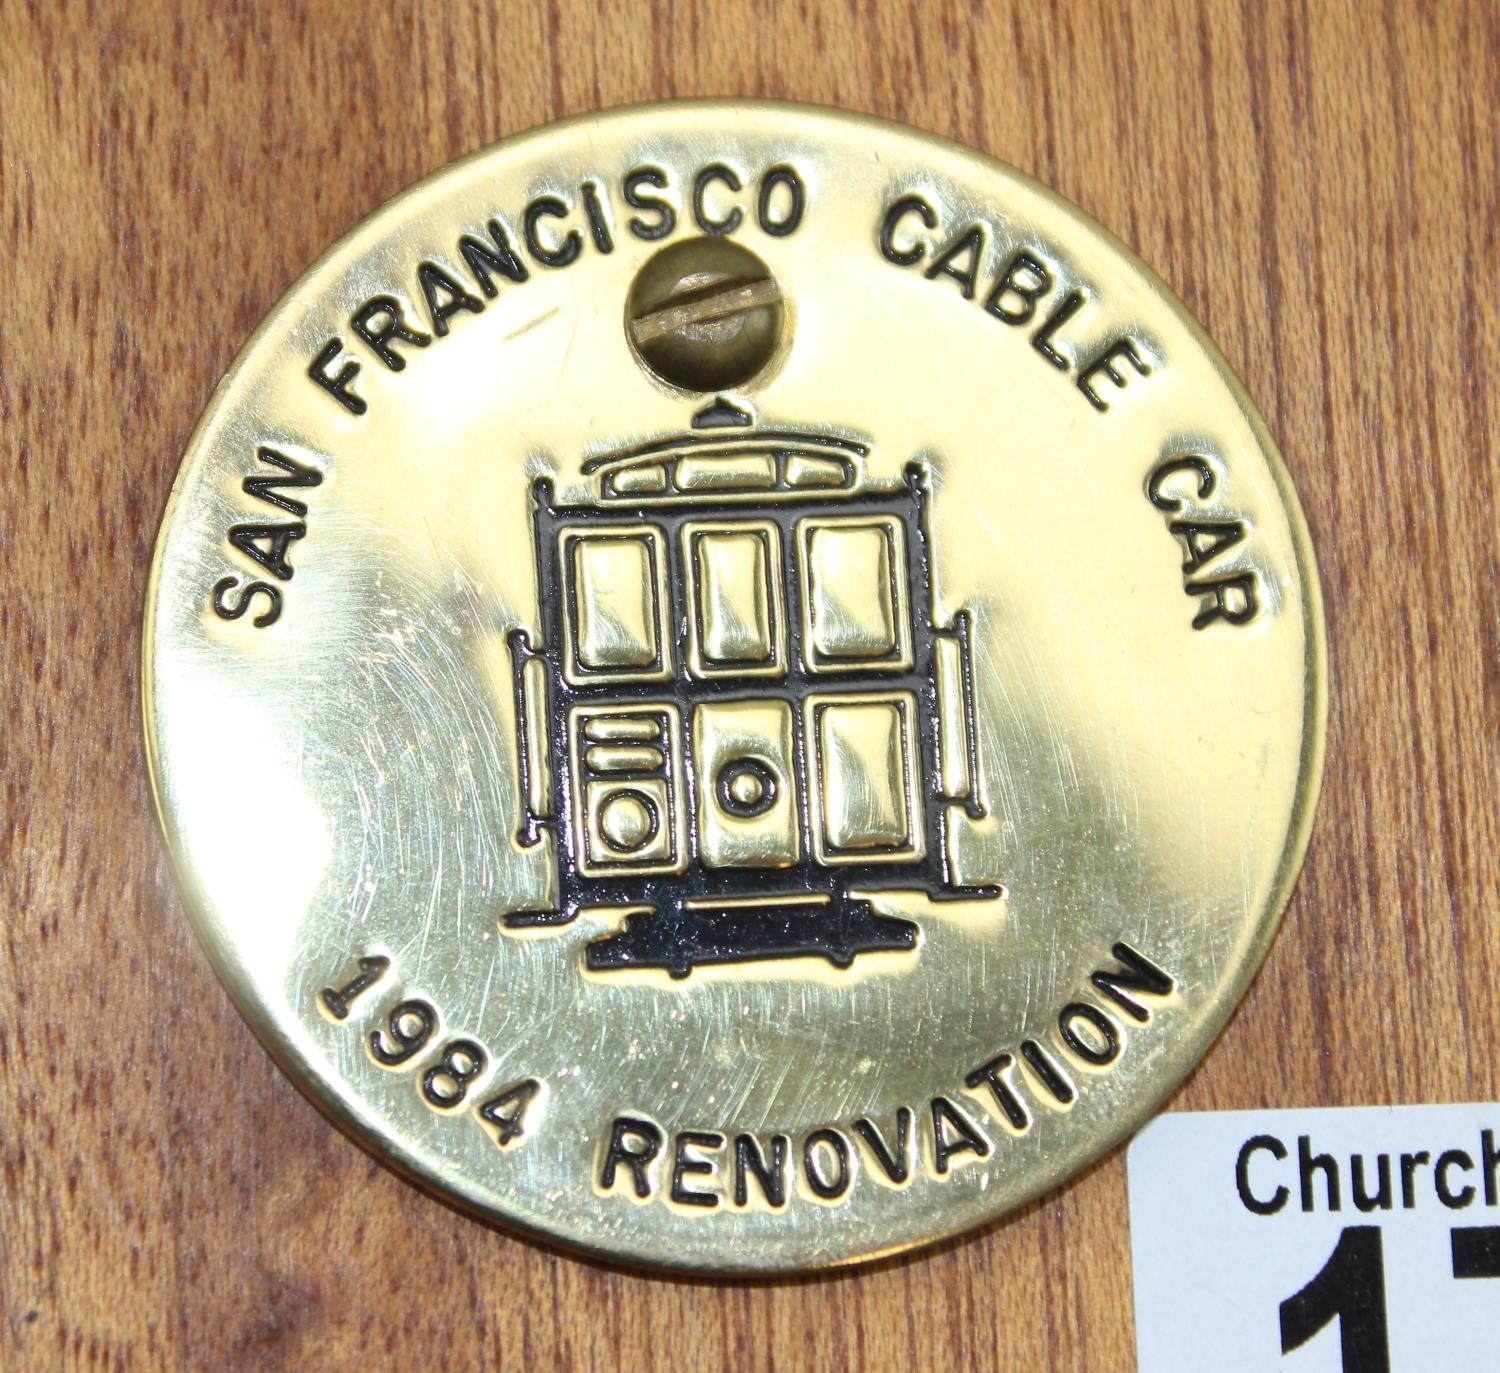 SAN FRANCISCO CABLE CAR
1984 RENOVATION
Church